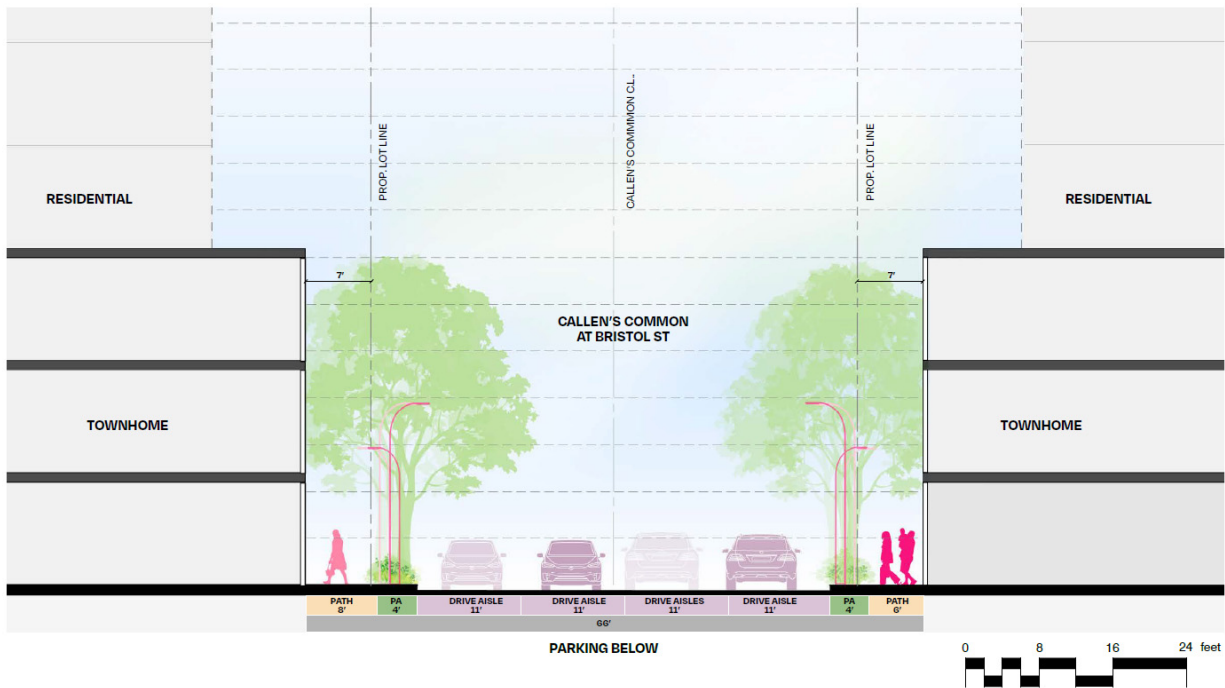 PROP. LOT LINE
CALLEN'S COMMMON C.L.
PROP. LOT LINE
RESIDENTIAL
RESIDENTIAL
7'
7'
CALLEN'S COMMON
AT BRISTOL ST
TOWNHOME
TOWNHOME
PATH
8'
PA
4'
DRIVE AISLE
11'
DRIVE AISLE
11'
DRIVE AISLES
11'
DRIVE AISLE
11'
PA
4'
PATH
6'
66'
PARKING BELOW
0 8 16 24 feet